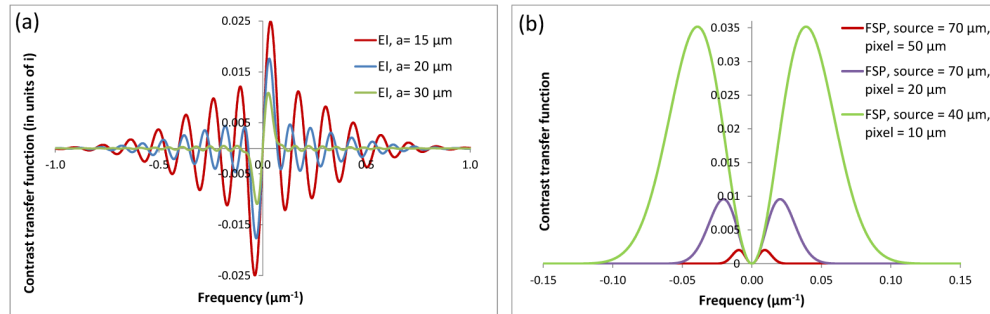 (a)
Contrast transfer function (in units of i)
0.025
0.015
0.005
-0.005
-0.015
-0.025
-1.0
-0.5
0.0
0.5
1.0
EI, a= 15 µm
EI, a= 20 µm
EI, a= 30 µm
Frequency (µm-1)
(b)
Contrast transfer function
0.035
0.03
0.025
0.02
0.015
0.01
0.005
0
-0.15
-0.10
-0.05
0.00
0.05
0.10
0.15
FSP, source = 70 µm,
pixel = 50 µm
FSP, source = 70 µm,
pixel = 20 µm
FSP, source = 40 µm,
pixel = 10 µm
Frequency (µm-1)